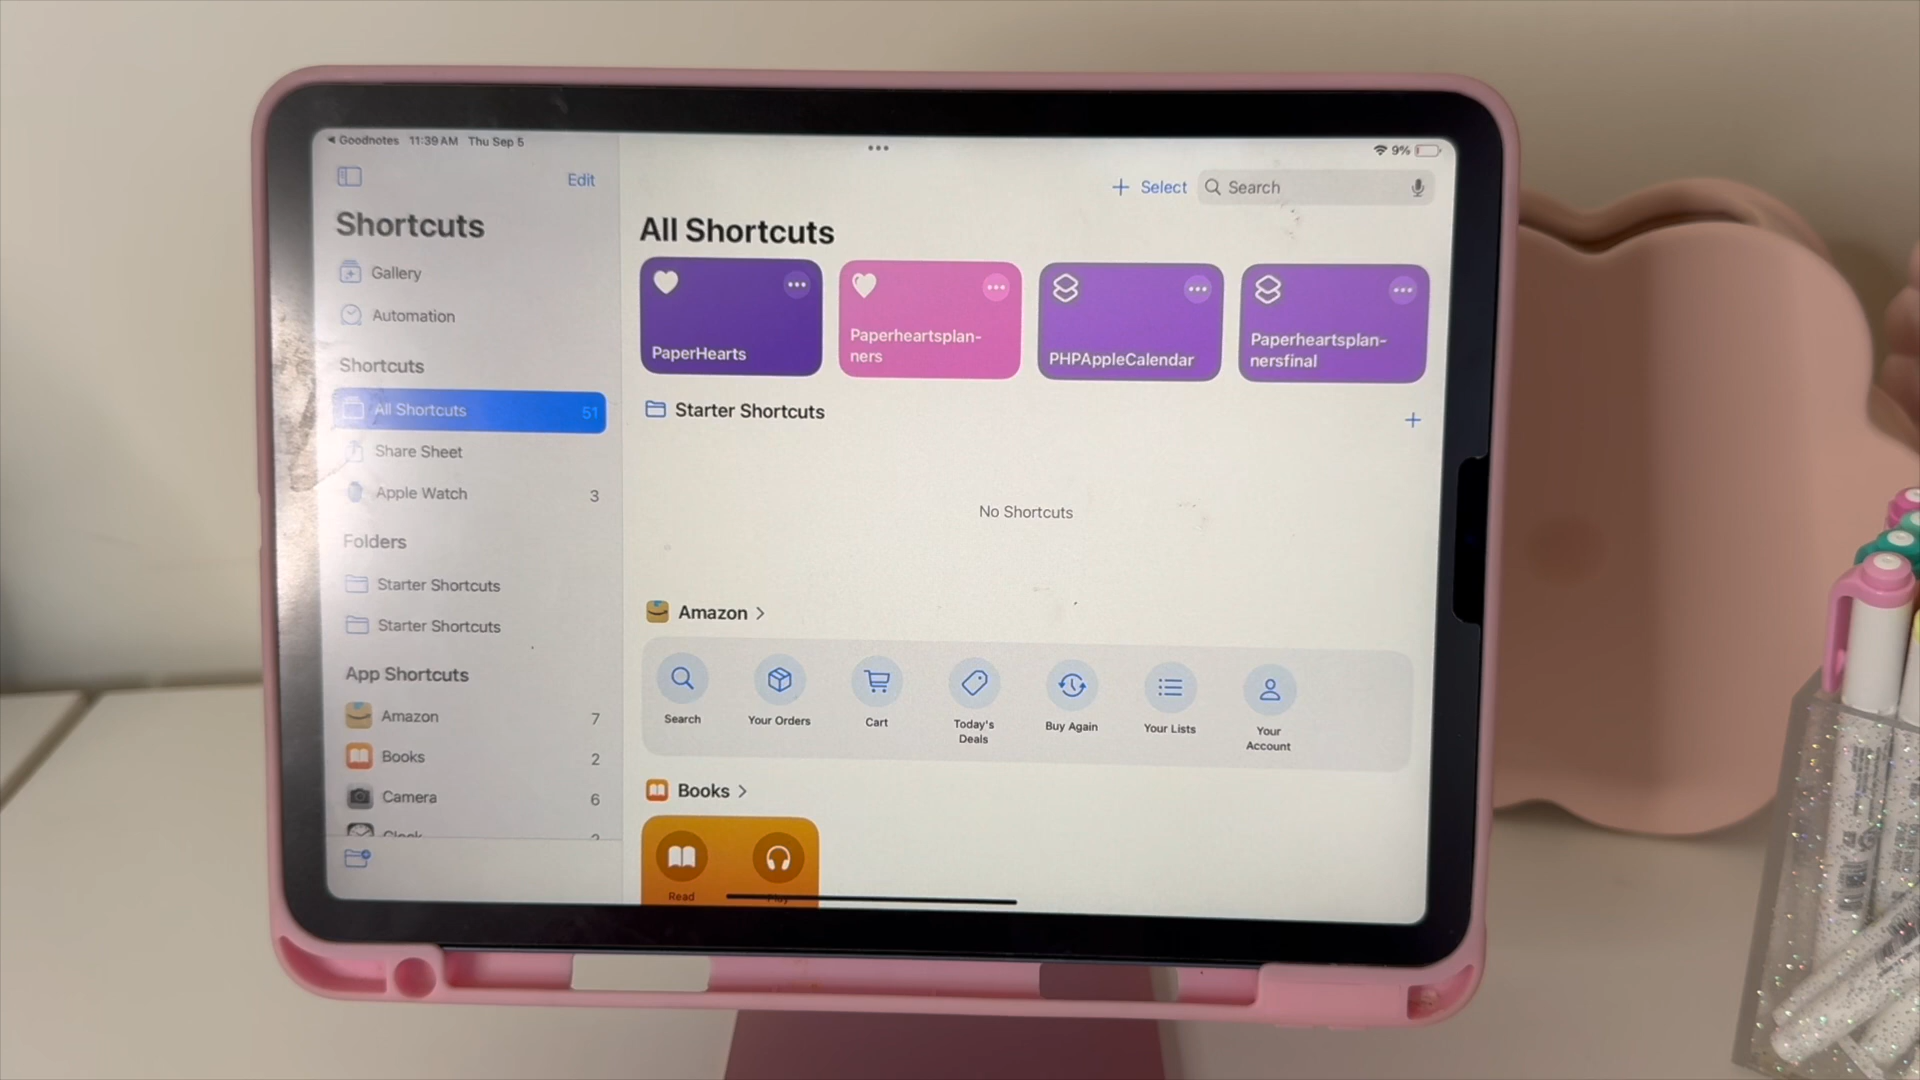 ◀ Goodnotes 11:39 AM Thu Sep 5
9%
Edit
Shortcuts
Gallery
Automation
Shortcuts
All Shortcuts 51
Share Sheet
Apple Watch 3
Folders
Starter Shortcuts
Starter Shortcuts
App Shortcuts
Amazon 7
Books 2
Camera 6
Clock
+ Select Search
All Shortcuts
PaperHearts
Paperheartsplan-
ners
PHPAppleCalendar
Paperheartsplan-
nersfinal
Starter Shortcuts
No Shortcuts
Amazon >
Search
Your Orders
Cart
Today's
Deals
Buy Again
Your Lists
Your
Account
Books >
Read
Play